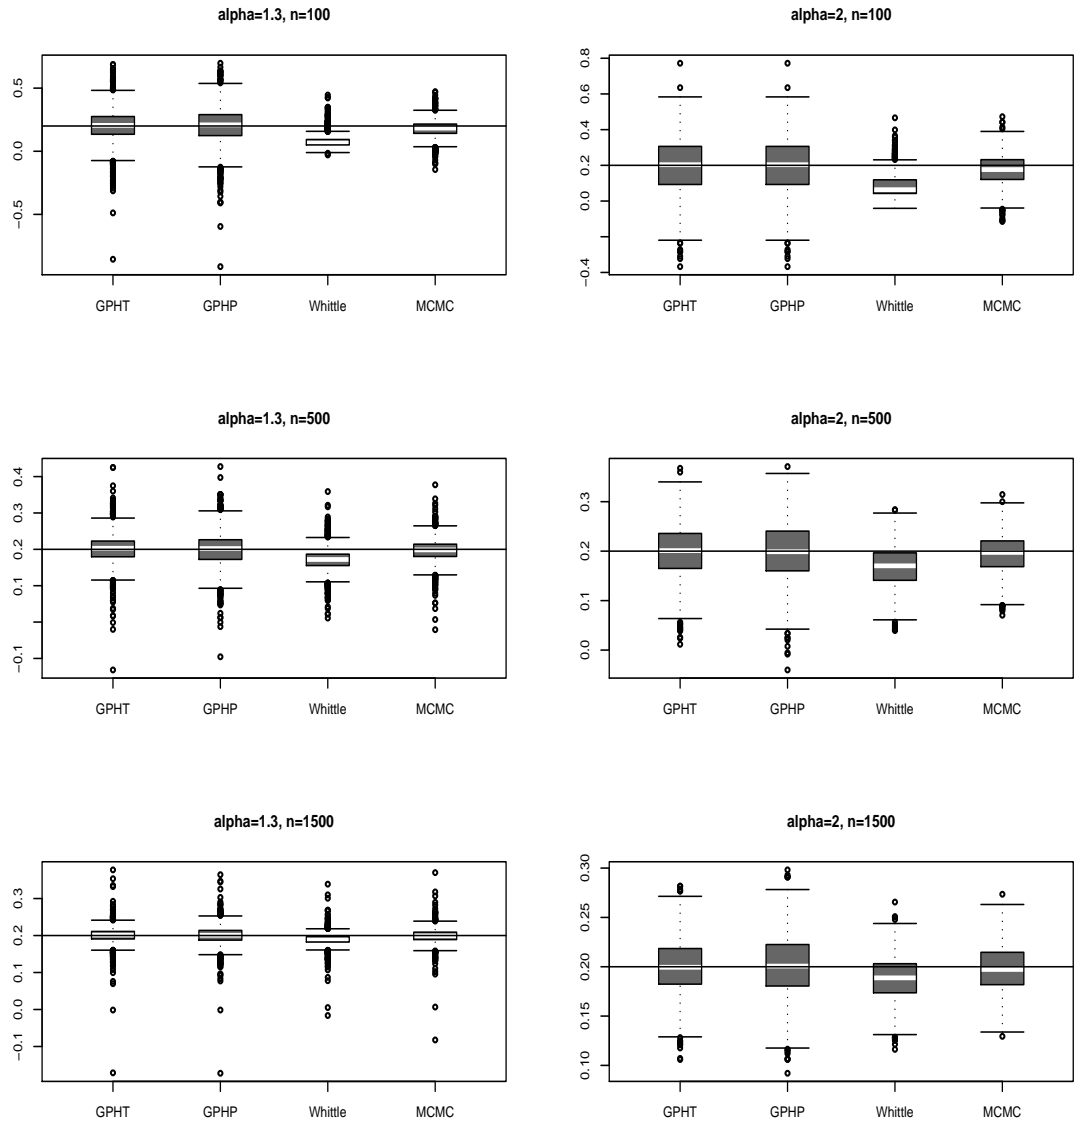 alpha=1.3, n=100
0.5
0.0
−0.5
GPHT GPHP Whittle MCMC
alpha=2, n=100
0.8
0.6
0.4
0.2
0.0
−0.4
GPHT GPHP Whittle MCMC
alpha=1.3, n=500
0.4
0.3
0.2
0.1
−0.1
GPHT GPHP Whittle MCMC
alpha=2, n=500
0.3
0.2
0.1
0.0
GPHT GPHP Whittle MCMC
alpha=1.3, n=1500
0.3
0.2
0.1
0.0
−0.1
GPHT GPHP Whittle MCMC
alpha=2, n=1500
0.30
0.25
0.20
0.15
0.10
GPHT GPHP Whittle MCMC